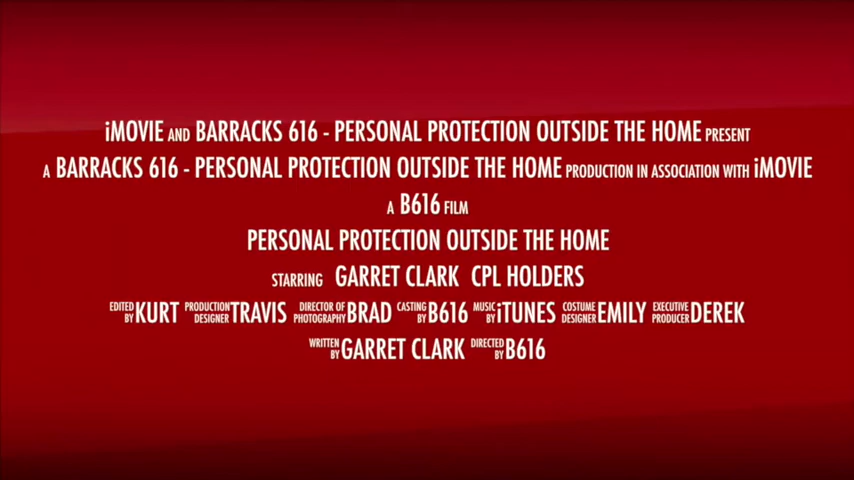 iMOVIE AND BARRACKS 616 - PERSONAL PROTECTION OUTSIDE THE HOME PRESENT
A BARRACKS 616 - PERSONAL PROTECTION OUTSIDE THE HOME PRODUCTION IN ASSOCIATION WITH iMOVIE
A B616 FILM
PERSONAL PROTECTION OUTSIDE THE HOME
STARRING GARRET CLARK CPL HOLDERS
EDITED BY KURT PRODUCTION DESIGNER TRAVIS DIRECTOR OF PHOTOGRAPHY BRAD CASTING BY B616 MUSIC BY iTUNES COSTUME DESIGNER EMILY EXECUTIVE PRODUCER DEREK
WRITTEN BY GARRET CLARK DIRECTED BY B616